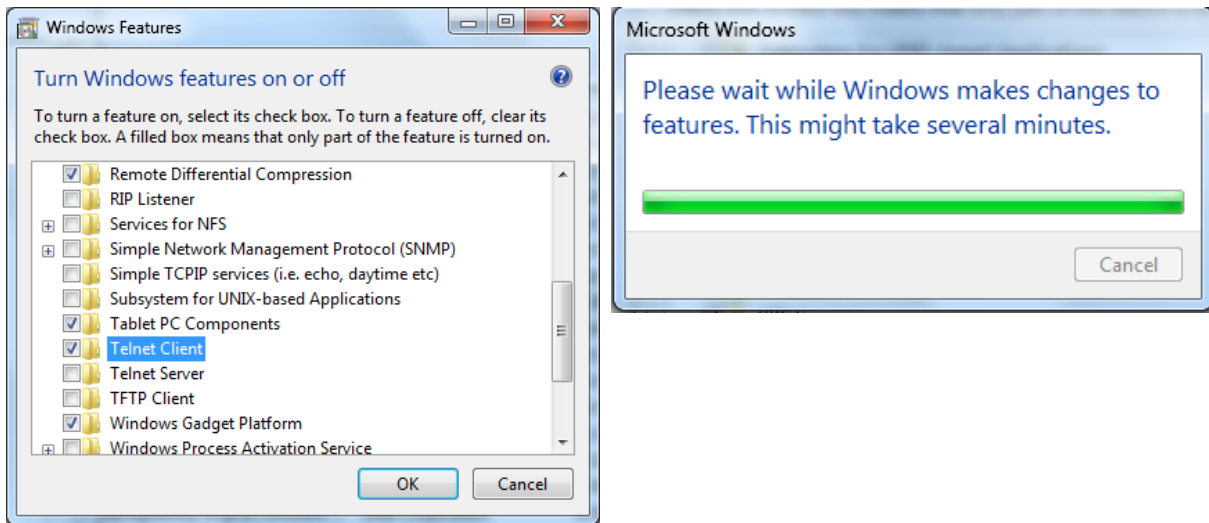 Windows Features
Turn Windows features on or off
To turn a feature on, select its check box. To turn a feature off, clear its
check box. A filled box means that only part of the feature is turned on.
Remote Differential Compression
RIP Listener
Services for NFS
Simple Network Management Protocol (SNMP)
Simple TCPIP services (i.e. echo, daytime etc)
Subsystem for UNIX-based Applications
Tablet PC Components
Telnet Client
Telnet Server
TFTP Client
Windows Gadget Platform
Windows Process Activation Service
OK
Cancel
Microsoft Windows
Please wait while Windows makes changes to
features. This might take several minutes.
Cancel